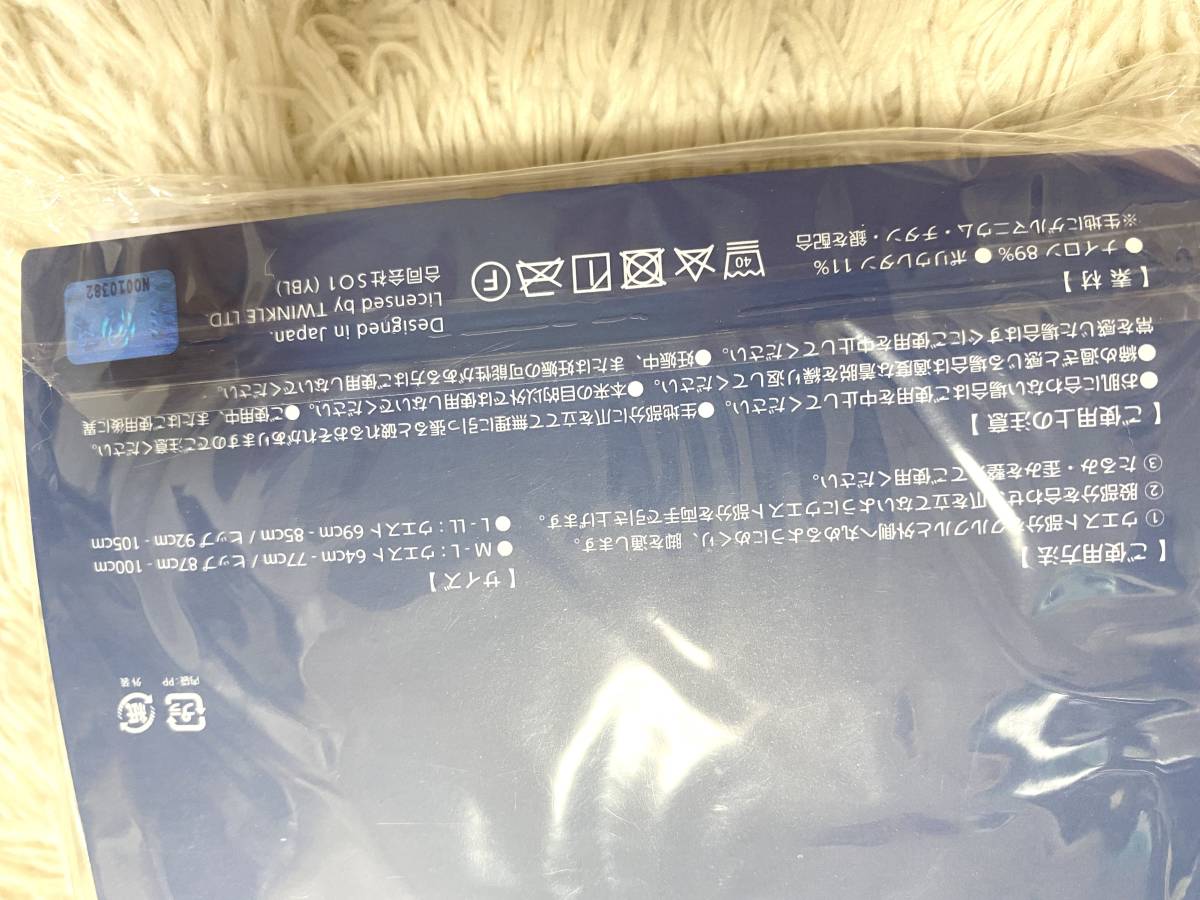 内袋:PP
外装
プラ
紙
【サイズ】
●M - L：ウエスト 64cm - 77cm / ヒップ 87cm - 100cm
●L - LL：ウエスト 69cm - 85cm / ヒップ 92cm - 105cm
【ご使用方法】
① ウエスト部分をクルクルと外側へ丸めるようにめくり、脚を通します。
② 股部分を合わせ、爪を立てないようにウエスト部分を両手で引き上げます。
③ たるみ・歪みを整えてご使用ください。
【ご使用上の注意】
●お肌に合わない場合はご使用を中止してください。 ●生地部分に爪を立てて無理に引っ張ると破れるおそれがありますのでご注意ください。
●締め過ぎと感じる場合は適度な着脱を繰り返してください。 ●本来の目的以外では使用しないでください。 ●ご使用中、またはご使用後に異
常を感じた場合はすぐにご使用を中止してください。 ●妊娠中、または妊娠の可能性がある方はご使用しないでください。
【素材】
●ナイロン 89% ●ポリウレタン 11%
※生地にゲルマニウム・チタン・銀を配合
40
F
Designed in Japan.
Licensed by TWINKLE LTD.
合同会社SO1 (YBL)
N0010382